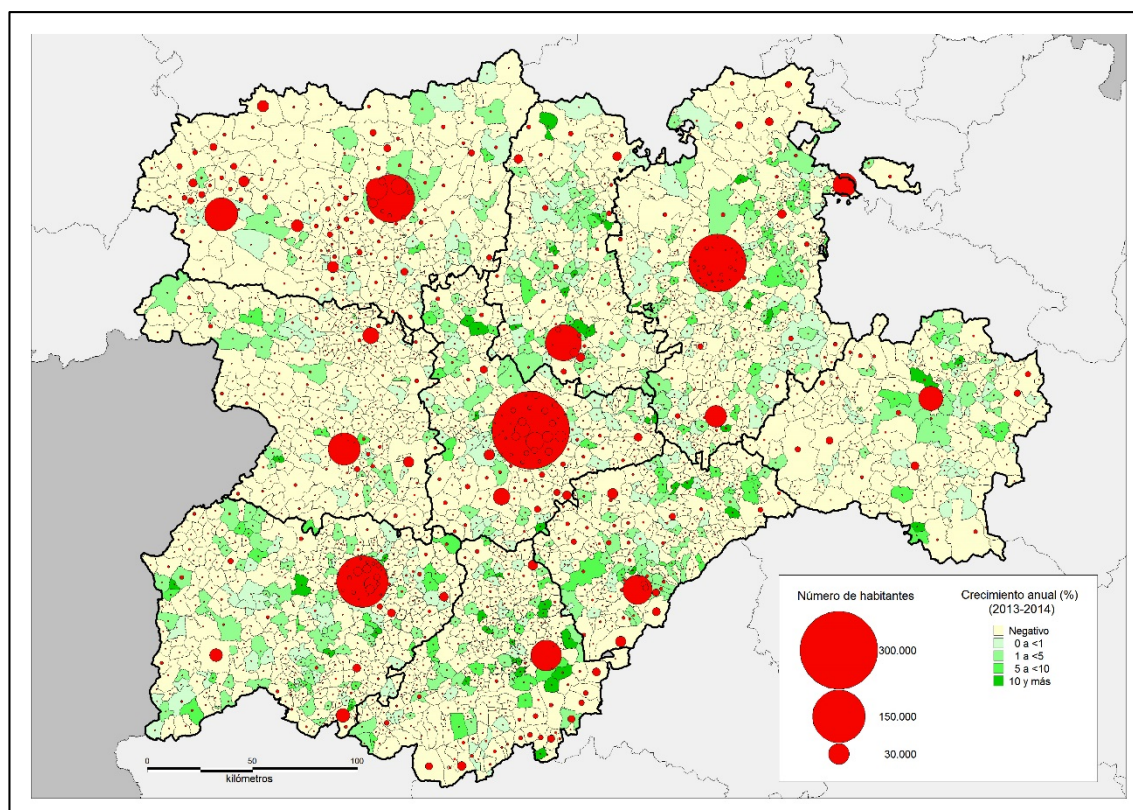 Número de habitantes
300.000
150.000
30.000
Crecimiento anual (%)
(2013-2014)
Negativo
0 a <1
1 a <5
5 a <10
10 y más
0 50 100
kilómetros